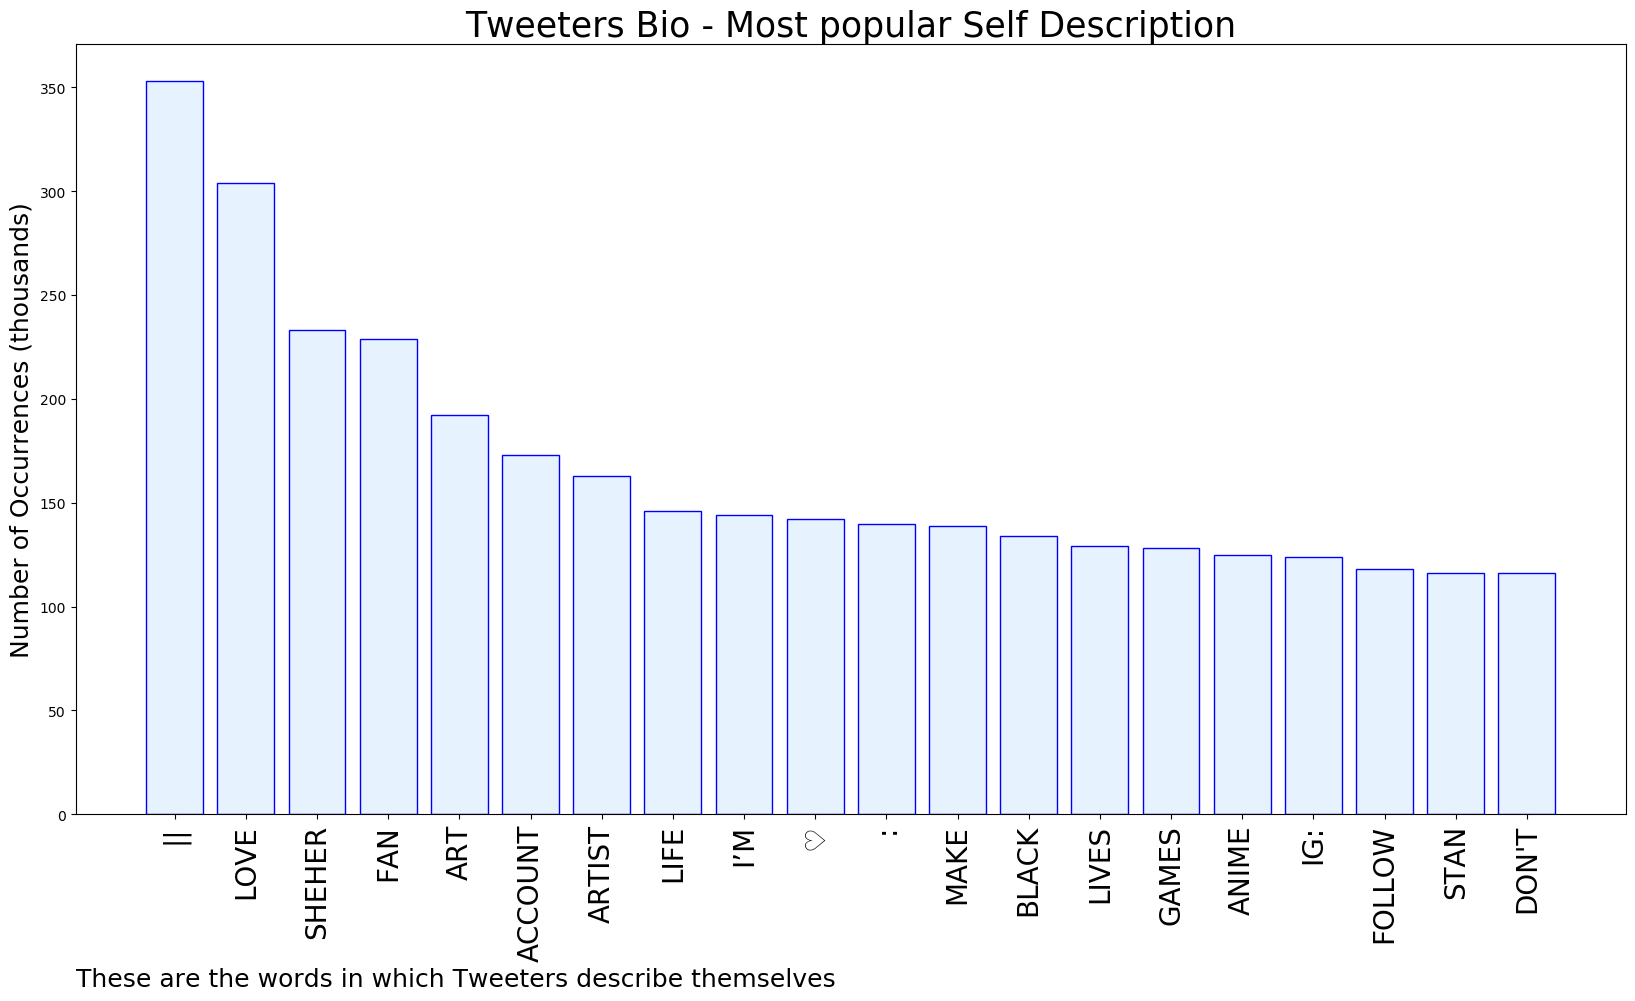 Tweeters Bio - Most popular Self Description
Number of Occurrences (thousands)
350
300
250
200
150
100
50
0
||
LOVE
SHEHER
FAN
ART
ACCOUNT
ARTIST
LIFE
I’M
♡
:
MAKE
BLACK
LIVES
GAMES
ANIME
IG:
FOLLOW
STAN
DON'T
These are the words in which Tweeters describe themselves